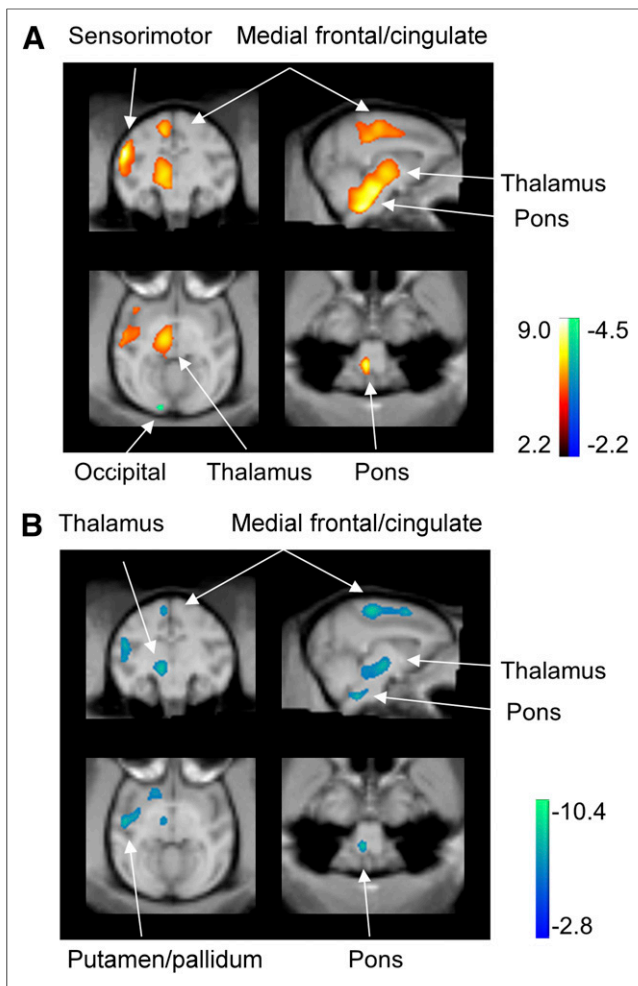 A
Sensorimotor Medial frontal/cingulate
Thalamus
Pons
9.0 -4.5
2.2 -2.2
Occipital Thalamus Pons
B
Thalamus Medial frontal/cingulate
Thalamus
Pons
-10.4
-2.8
Putamen/pallidum Pons